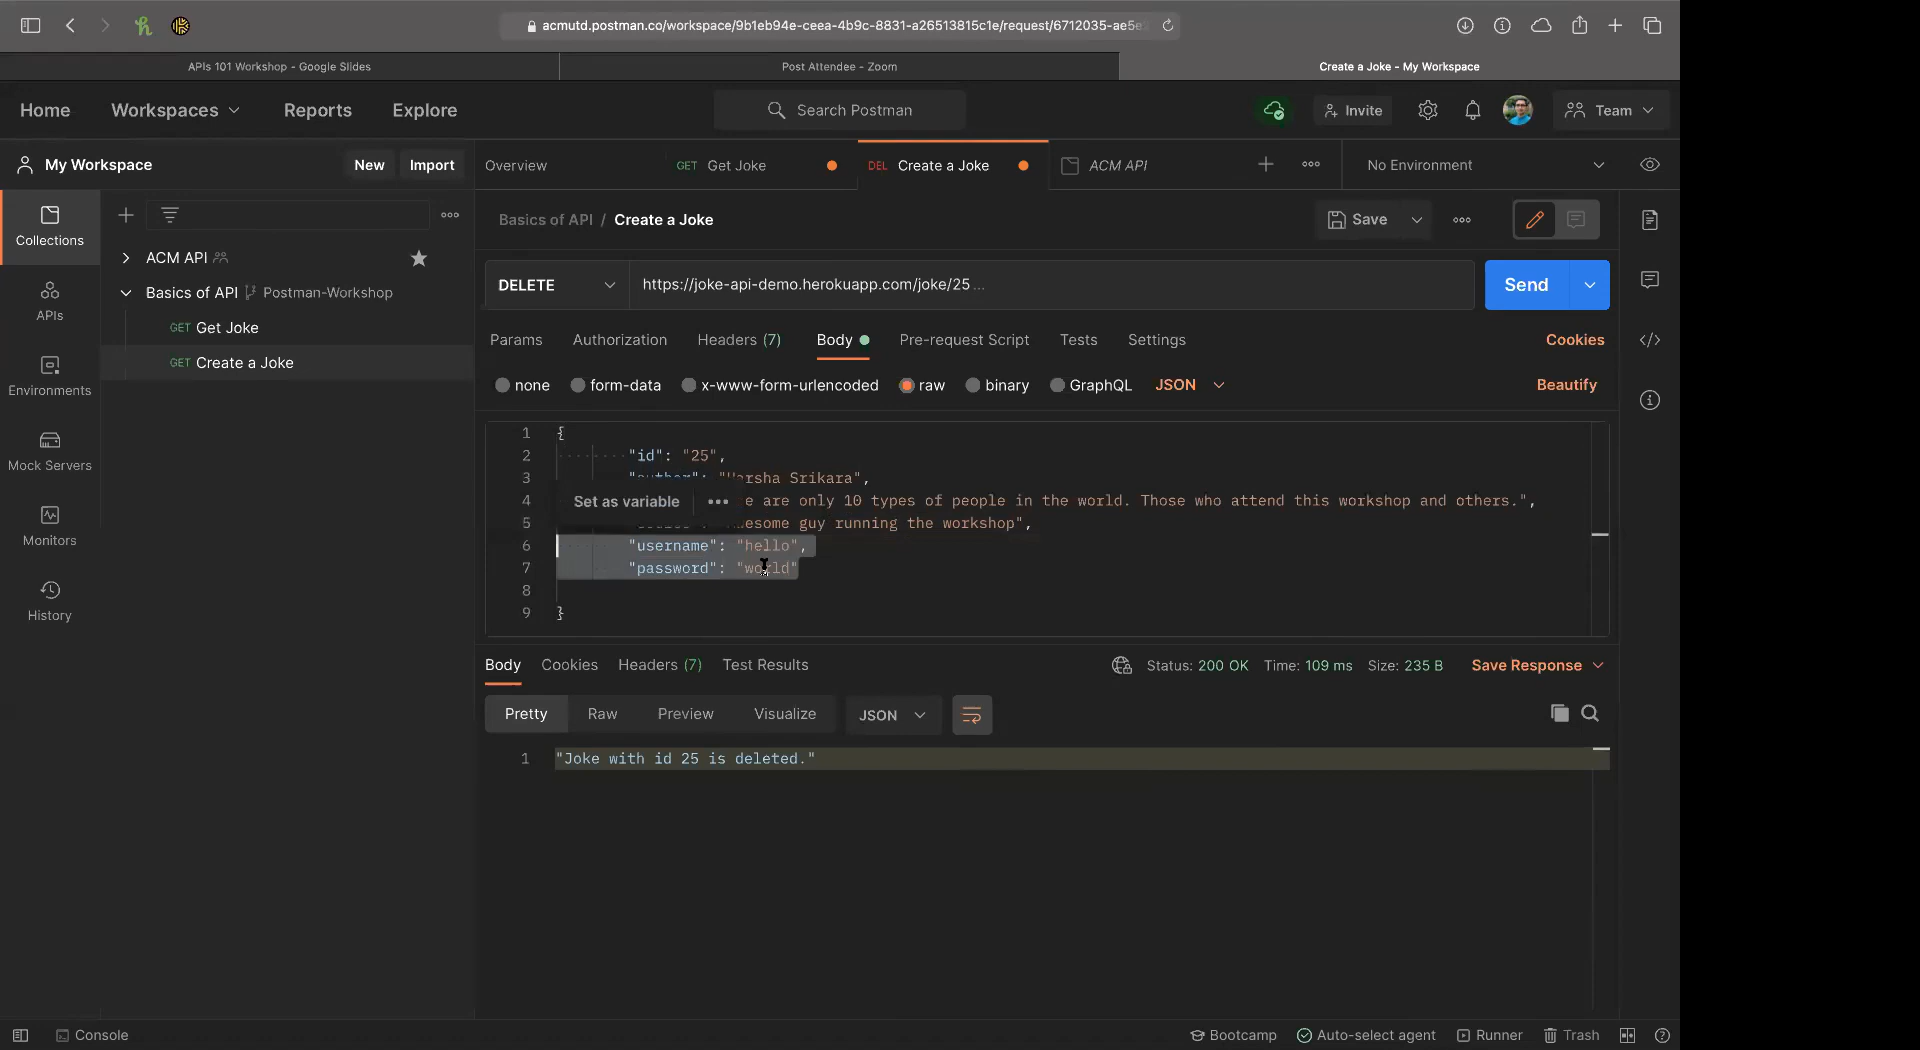 acmutd.postman.co/workspace/9b1eb94e-ceea-4b9c-8831-a26513815c1e/request/6712035-ae5e
APIs 101 Workshop - Google Slides
Post Attendee - Zoom
Create a Joke - My Workspace
Home
Workspaces
Reports
Explore
Search Postman
Invite
Team
My Workspace
New
Import
Overview
GET Get Joke
DEL Create a Joke
ACM API
No Environment
Collections
APIs
Environments
Mock Servers
Monitors
History
ACM API
Basics of API Postman-Workshop
GET Get Joke
GET Create a Joke
Basics of API / Create a Joke
Save
DELETE
https://joke-api-demo.herokuapp.com/joke/25...
Send
Params
Authorization
Headers (7)
Body
Pre-request Script
Tests
Settings
Cookies
none
form-data
x-www-form-urlencoded
raw
binary
GraphQL
JSON
Beautify
1 {
2 "id": "25",
3 Harsha Srikara",
Set as variable
4 e are only 10 types of people in the world. Those who attend this workshop and others.",
5 wesome guy running the workshop",
6 "username": "hello",
7 "password": "world"
8
9 }
Body
Cookies
Headers (7)
Test Results
Status: 200 OK
Time: 109 ms
Size: 235 B
Save Response
Pretty
Raw
Preview
Visualize
JSON
1 "Joke with id 25 is deleted."
Console
Bootcamp
Auto-select agent
Runner
Trash